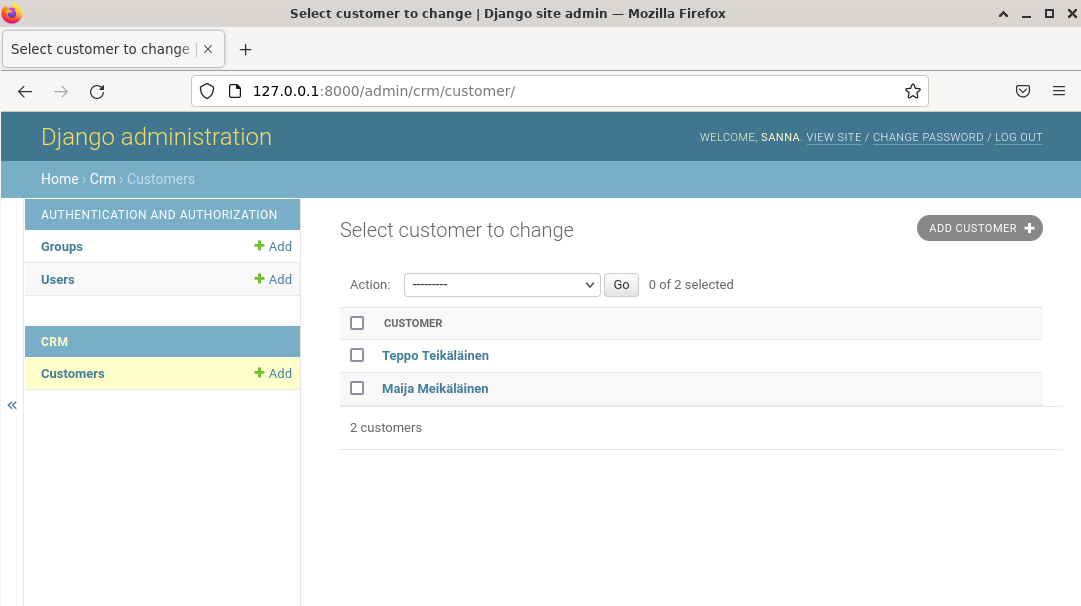 Select customer to change | Django site admin — Mozilla Firefox
Select customer to change |
127.0.0.1:8000/admin/crm/customer/
Django administration
WELCOME, SANNA. VIEW SITE / CHANGE PASSWORD / LOG OUT
Home › Crm › Customers
AUTHENTICATION AND AUTHORIZATION
Groups + Add
Users + Add
CRM
Customers + Add
«
Select customer to change
ADD CUSTOMER +
Action: --------- Go 0 of 2 selected
CUSTOMER
Teppo Teikäläinen
Maija Meikäläinen
2 customers